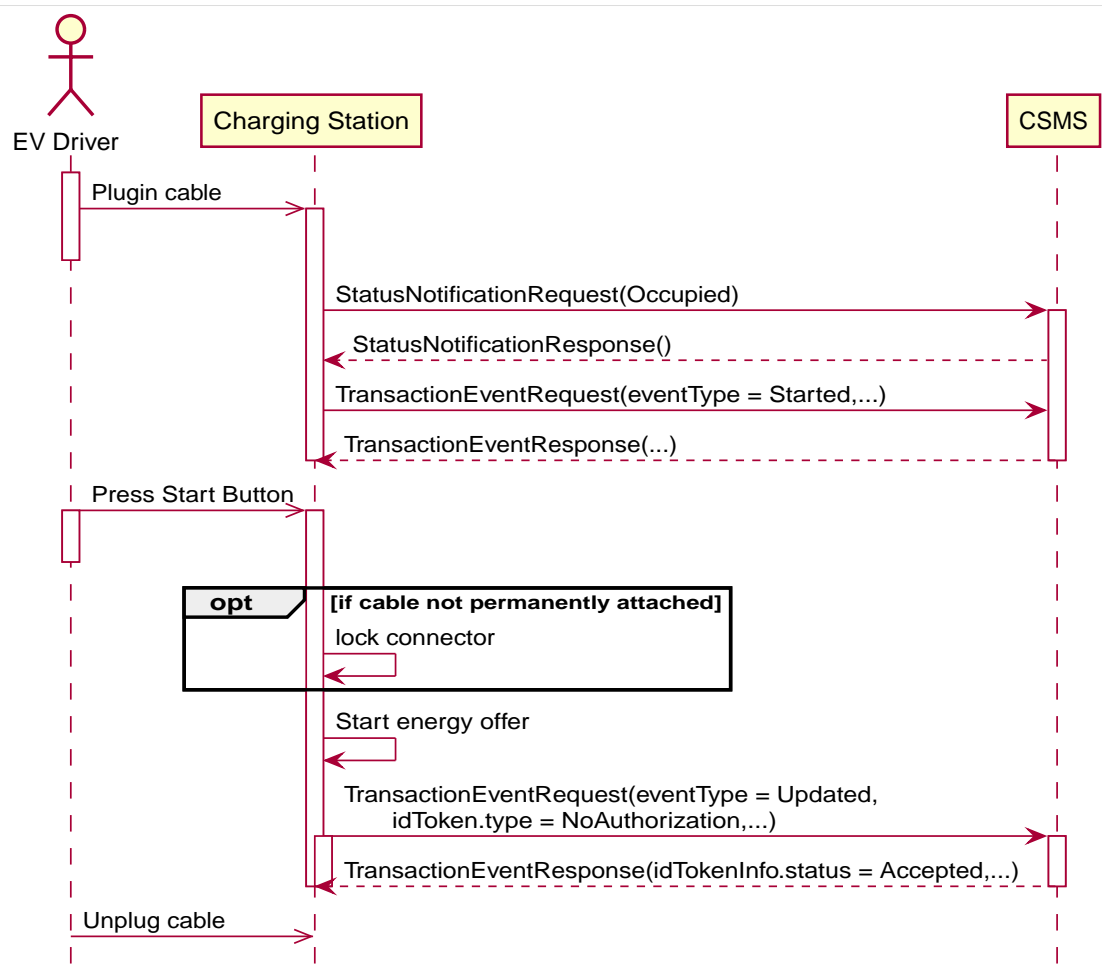 EV Driver
Charging Station
CSMS
Plugin cable
StatusNotificationRequest(Occupied)
StatusNotificationResponse()
TransactionEventRequest(eventType = Started,...)
TransactionEventResponse(...)
Press Start Button
opt
[if cable not permanently attached]
lock connector
Start energy offer
TransactionEventRequest(eventType = Updated,
idToken.type = NoAuthorization,...)
TransactionEventResponse(idTokenInfo.status = Accepted,...)
Unplug cable